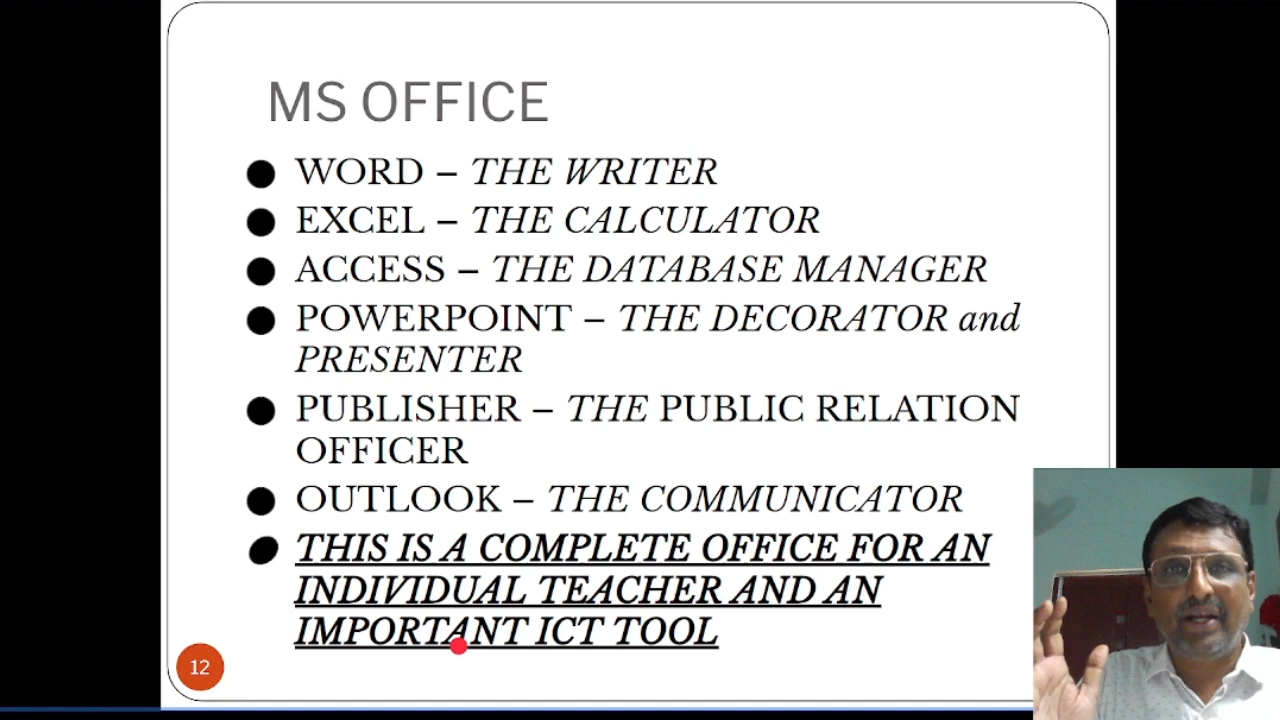 MS OFFICE
● WORD – THE WRITER
● EXCEL – THE CALCULATOR
● ACCESS – THE DATABASE MANAGER
● POWERPOINT – THE DECORATOR and
PRESENTER
● PUBLISHER – THE PUBLIC RELATION
OFFICER
● OUTLOOK – THE COMMUNICATOR
● THIS IS A COMPLETE OFFICE FOR AN
INDIVIDUAL TEACHER AND AN
IMPORTANT ICT TOOL
12